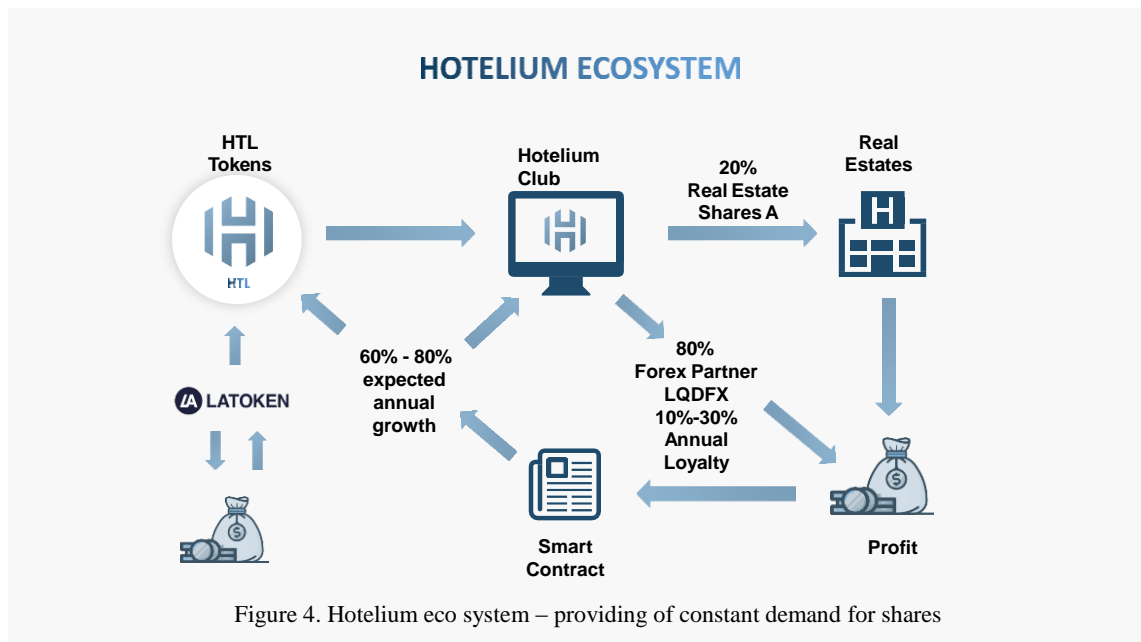 HOTELIUM ECOSYSTEM
HTL
Tokens
HTL
Hotelium
Club
20%
Real Estate
Shares A
Real
Estates
H
60% - 80%
expected
annual
growth
80%
Forex Partner
LQDFX
10%-30%
Annual
Loyalty
LA LATOKEN
$
$
Smart
Contract
Profit
Figure 4. Hotelium eco system – providing of constant demand for shares